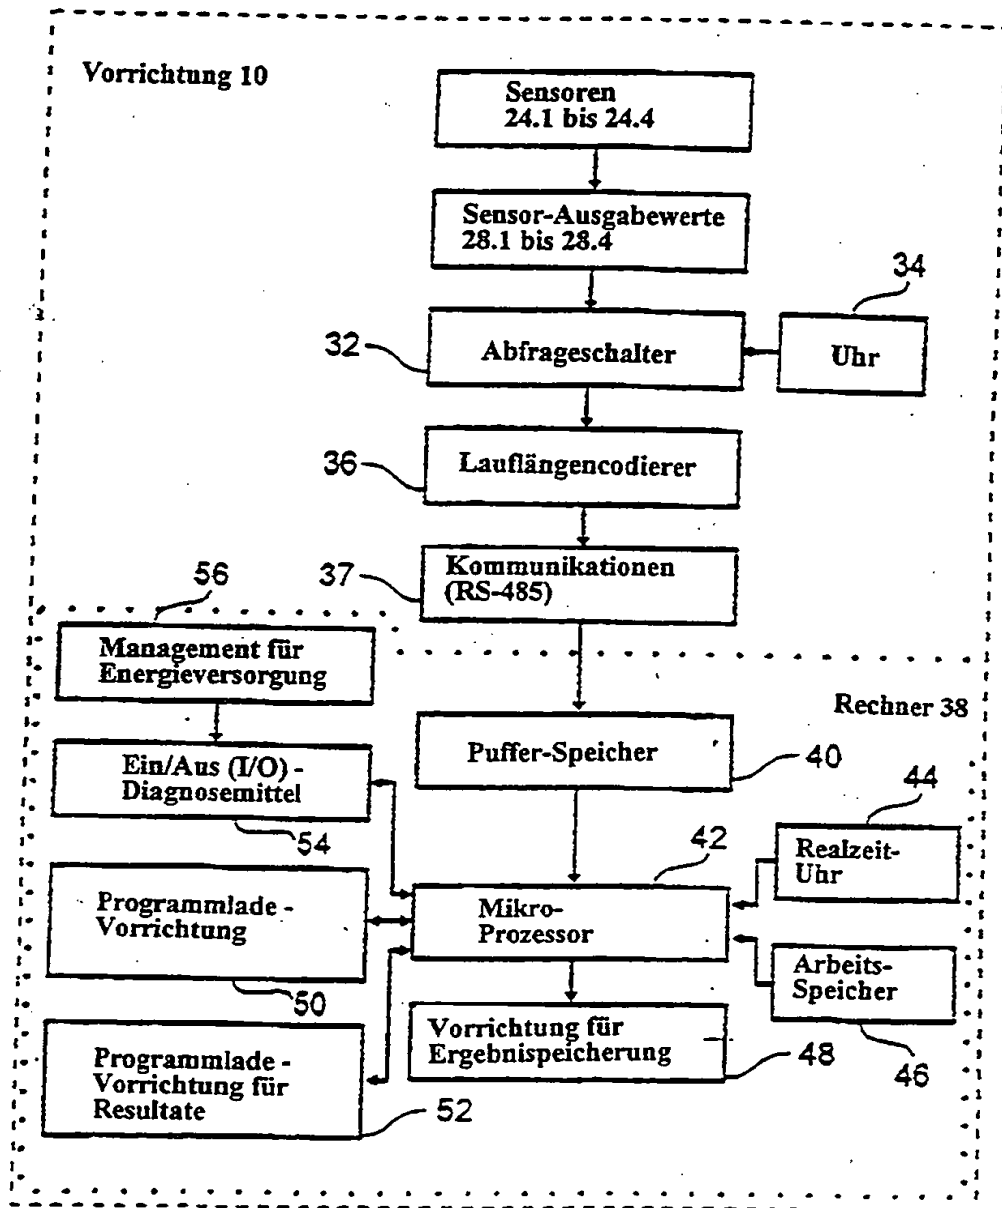 Vorrichtung 10
Sensoren
24.1 bis 24.4
Sensor-Ausgabewerte
28.1 bis 28.4
34
32
Abfrageschalter
Uhr
36
Lauflängencodierer
37
Kommunikationen
(RS-485)
56
Management für
Energieversorgung
Rechner 38
Puffer-Speicher
40
Ein/Aus (I/O) -
Diagnosemittel
54
44
42
Realzeit-
Uhr
Programmlade -
Vorrichtung
50
Mikro-
Prozessor
Arbeits-
Speicher
46
Vorrichtung für
Ergebnispeicherung
48
Programmlade -
Vorrichtung für
Resultate
52